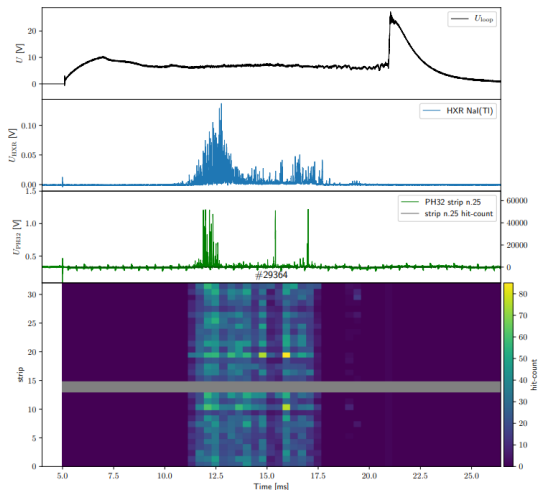 U_loop
U [V]
20
10
0
HXR NaI(Tl)
U_HXR [V]
0.10
0.05
0.00
PH32 strip n.25
strip n.25 hit-count
U_PH32 [V]
1.5
1.0
0.5
60000
40000
20000
0
#29364
strip
30
25
20
15
10
5
0
5.0 7.5 10.0 12.5 15.0 17.5 20.0 22.5 25.0
Time [ms]
80
70
60
50
40
30
20
10
0
hit-count